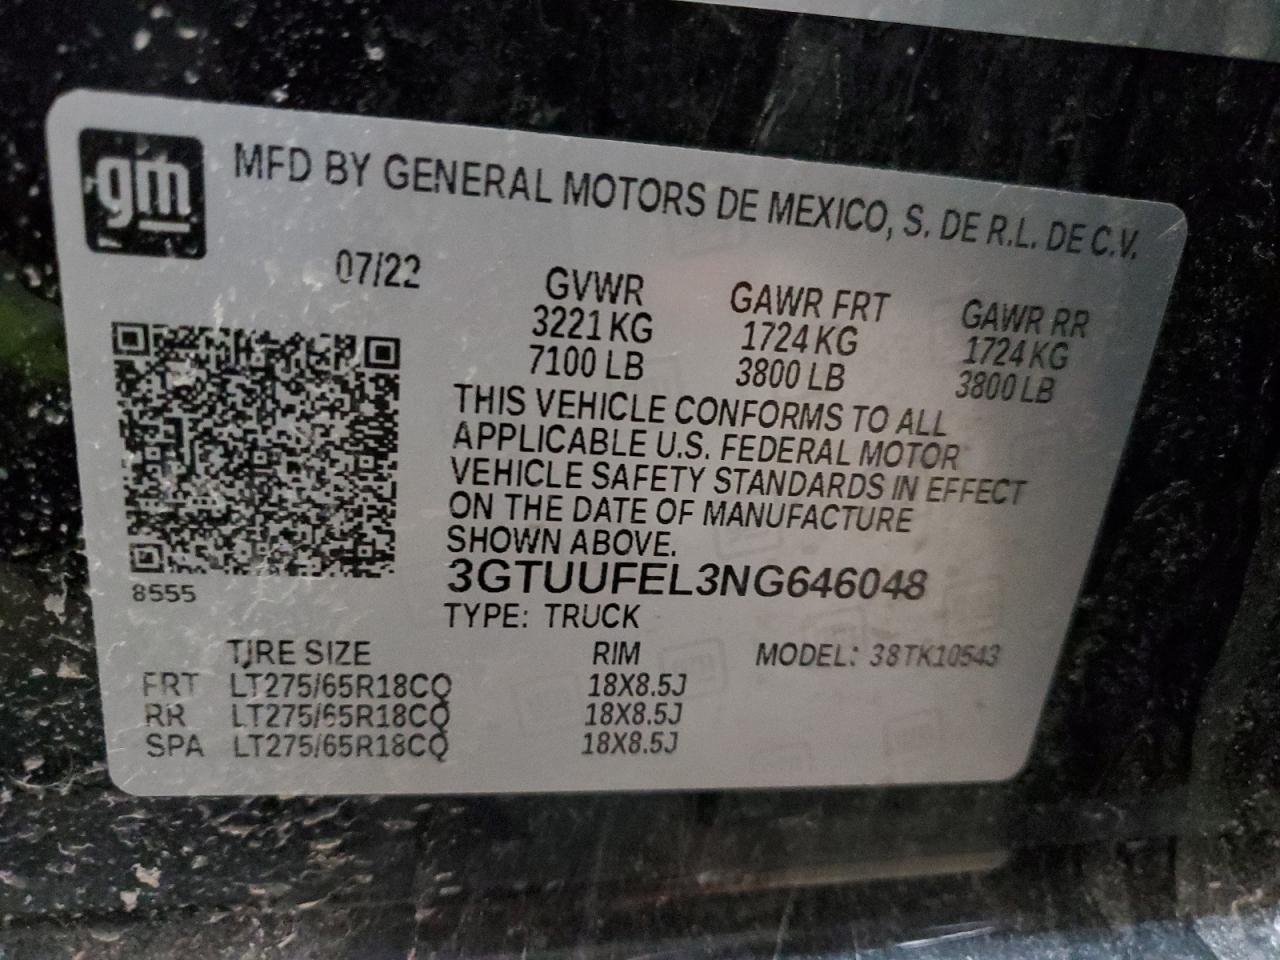 gm
MFD BY GENERAL MOTORS DE MEXICO, S. DE R.L. DE C.V.
07/22
GVWR GAWR FRT GAWR RR
3221 KG 1724 KG 1724 KG
7100 LB 3800 LB 3800 LB
THIS VEHICLE CONFORMS TO ALL
APPLICABLE U.S. FEDERAL MOTOR
VEHICLE SAFETY STANDARDS IN EFFECT
ON THE DATE OF MANUFACTURE
SHOWN ABOVE.
8555
3GTUUFEL3NG646048
TYPE: TRUCK
TIRE SIZE RIM MODEL: 38TK10543
FRT LT275/65R18CQ 18X8.5J
RR LT275/65R18CQ 18X8.5J
SPA LT275/65R18CQ 18X8.5J